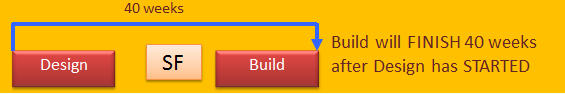 40 weeks
Design
SF
Build
Build will FINISH 40 weeks
after Design has STARTED